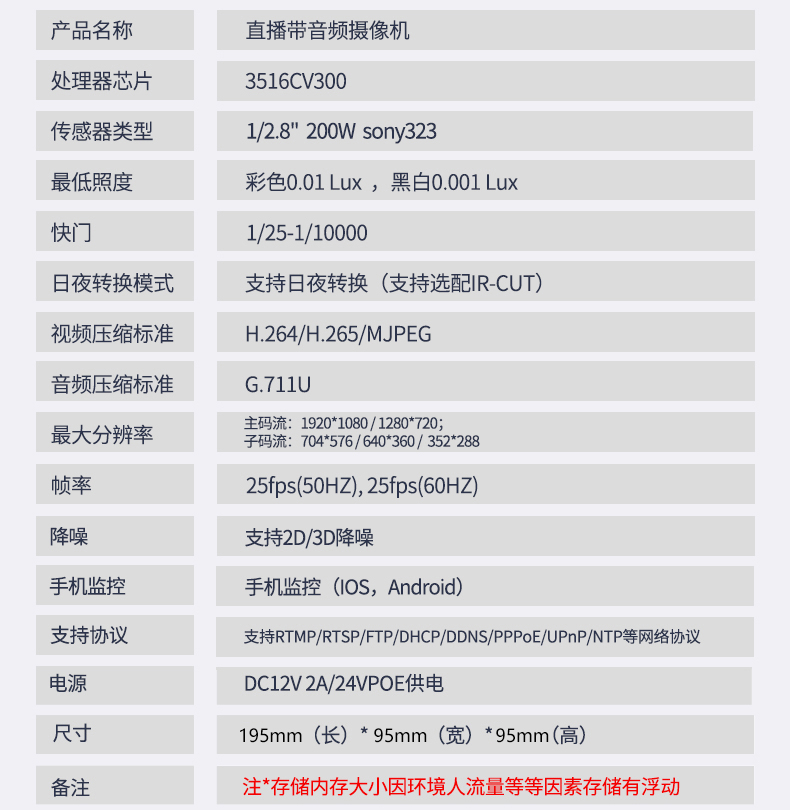 产品名称 直播带音频摄像机
处理器芯片 3516CV300
传感器类型 1/2.8" 200W sony323
最低照度 彩色0.01 Lux ，黑白0.001 Lux
快门 1/25-1/10000
日夜转换模式 支持日夜转换（支持选配IR-CUT）
视频压缩标准 H.264/H.265/MJPEG
音频压缩标准 G.711U
最大分辨率 主码流：1920*1080 / 1280*720；
子码流：704*576 / 640*360 / 352*288
帧率 25fps(50HZ), 25fps(60HZ)
降噪 支持2D/3D降噪
手机监控 手机监控（IOS，Android）
支持协议 支持RTMP/RTSP/FTP/DHCP/DDNS/PPPoE/UPnP/NTP等网络协议
电源 DC12V 2A/24VPOE供电
尺寸 195mm（长）* 95mm（宽）* 95mm（高）
备注 注*存储内存大小因环境人流量等等因素存储有浮动